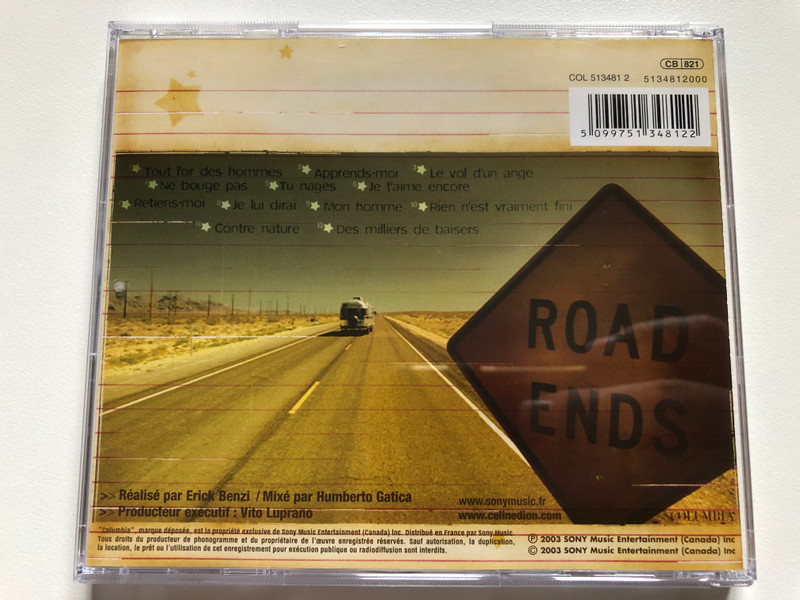 CB 821
COL 513481 2 5134812000
5 099751 348122
Tout l'or des hommes Apprends-moi Le vol d'un ange
Ne bouge pas Tu nages Je t'aime encore
Retiens-moi Je lui dirai Mon homme Rien n'est vraiment fini
Contre nature Des milliers de baisers
ROAD
ENDS
>> Réalisé par Erick Benzi / Mixé par Humberto Gatica
>> Producteur exécutif : Vito Luprano
www.sonymusic.fr
www.celinedion.com
COLUMBIA
"Columbia", marque déposée, est la propriété exclusive de Sony Music Entertainment (Canada) Inc. Distribué en France par Sony Music
Tous droits du producteur de phonogramme et du propriétaire de l'œuvre enregistrée réservés. Sauf autorisation, la duplication,
la location, le prêt ou l'utilisation de cet enregistrement pour exécution publique ou radiodiffusion sont interdits.
℗ 2003 SONY Music Entertainment (Canada) Inc
© 2003 SONY Music Entertainment (Canada) Inc